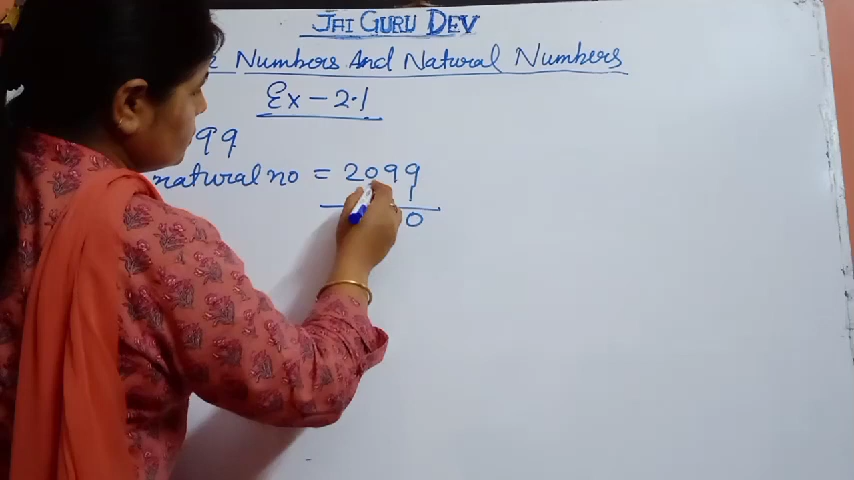 JAI GURU DEV
Numbers And Natural Numbers
Ex - 2.1
99
natural no = 2099
0